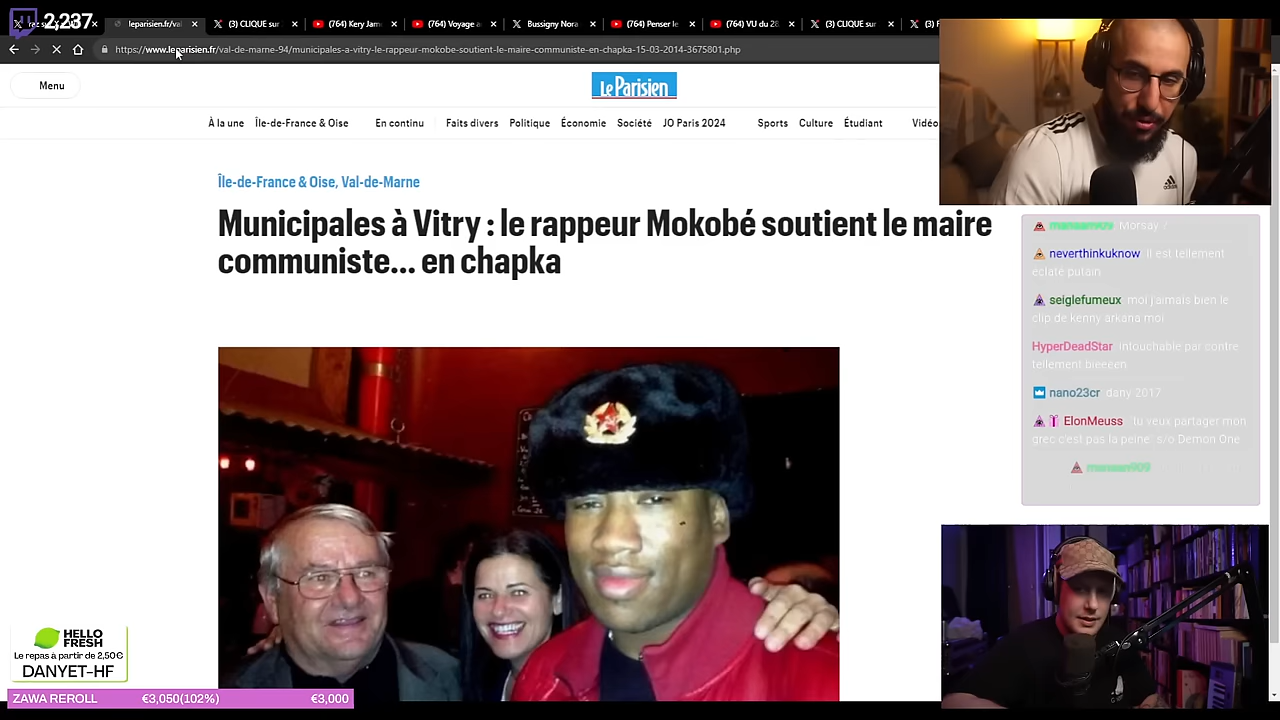 2,237
leparisien.fr/val
(3) CLIQUE sur
(764) Kery Jame
(764) Voyage a
Bussigny Nora
(764) Penser le
(764) VU du 28
(3) CLIQUE sur
https://www.leparisien.fr/val-de-marne-94/municipales-a-vitry-le-rappeur-mokobe-soutient-le-maire-communiste-en-chapka-15-03-2014-3675801.php
Menu
Le Parisien
À la une Île-de-France & Oise En continu Faits divers Politique Économie Société JO Paris 2024 Sports Culture Étudiant Vidéo
Île-de-France & Oise, Val-de-Marne
Municipales à Vitry : le rappeur Mokobé soutient le maire
communiste... en chapka
Morsay ?
neverthinkuknow il est tellement
éclaté putain
seiglefumeux moi j'aimais bien le
clip de kenny arkana moi
HyperDeadStar intouchable par contre
tellement bieeeen
nano23cr dany 2017
ElonMeuss "tu veux partager mon
grec c'est pas la peine" s/o Demon One
adidas
HELLO
FRESH
Le repas à partir de 2,50€
DANYET-HF
ZAWA REROLL €3,050(102%) €3,000